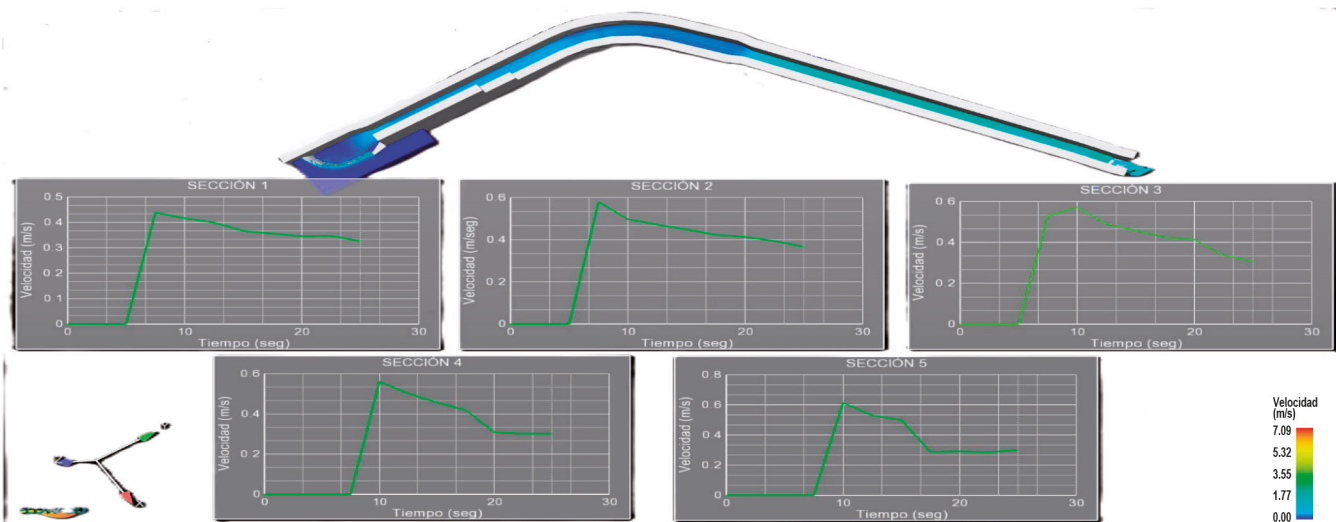 SECCIÓN 1
Velocidad (m/s)
0.5
0.4
0.3
0.2
0.1
0
0 10 20 30
Tiempo (seg)
SECCIÓN 2
Velocidad (m/seg)
0.6
0.4
0 2
0
0 10 20 30
Tiempo (seg)
SECCIÓN 3
Velocidad (m/s)
0.6
0.4
0 2
0
0 10 20 30
Tiempo (seg)
SECCIÓN 4
Velocidad (m/s)
0.6
0.4
0 2
0
0 10 20 30
Tiempo (seg)
SECCIÓN 5
Velocidad (m/s)
0.8
0.6
0.4
0.2
0
0 10 20 30
Tiempo (seg)
Velocidad
(m/s)
7.09
5.32
3.55
1.77
0.00